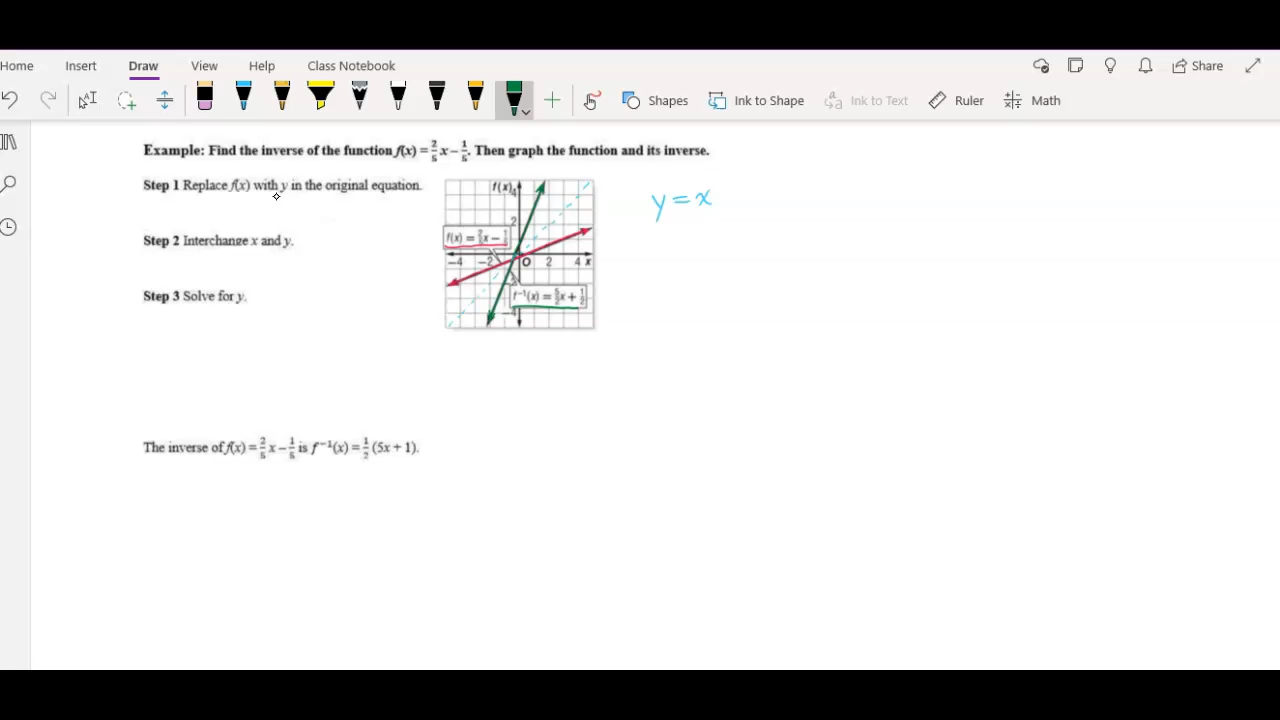 Home Insert Draw View Help Class Notebook Share
Shapes Ink to Shape Ink to Text Ruler Math
Example: Find the inverse of the function f(x) = 2/5 x − 1/5. Then graph the function and its inverse.
Step 1 Replace f(x) with y in the original equation.
Step 2 Interchange x and y.
Step 3 Solve for y.
f(x) 4
2
f(x) = 2/5 x − 1/5
−4 −2 O 2 4 x
f⁻¹(x) = 5/2 x + 1/2
−4
y = x
The inverse of f(x) = 2/5 x − 1/5 is f⁻¹(x) = 1/2 (5x + 1).